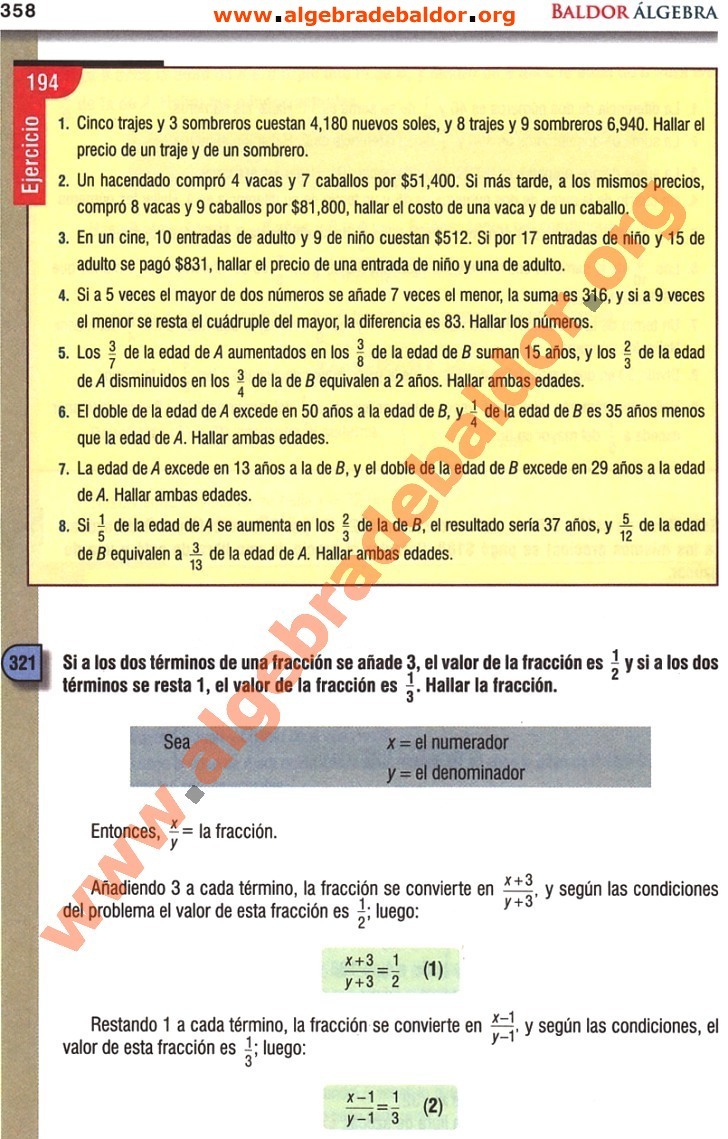 358
www.algebradebaldor.org
BALDOR ÁLGEBRA
194
Ejercicio
1. Cinco trajes y 3 sombreros cuestan 4,180 nuevos soles, y 8 trajes y 9 sombreros 6,940. Hallar el
precio de un traje y de un sombrero.
2. Un hacendado compró 4 vacas y 7 caballos por $51,400. Si más tarde, a los mismos precios,
compró 8 vacas y 9 caballos por $81,800, hallar el costo de una vaca y de un caballo.
3. En un cine, 10 entradas de adulto y 9 de niño cuestan $512. Si por 17 entradas de niño y 15 de
adulto se pagó $831, hallar el precio de una entrada de niño y una de adulto.
4. Si a 5 veces el mayor de dos números se añade 7 veces el menor, la suma es 316, y si a 9 veces
el menor se resta el cuádruple del mayor, la diferencia es 83. Hallar los números.
5. Los 3/7 de la edad de A aumentados en los 3/8 de la edad de B suman 15 años, y los 2/3 de la edad
de A disminuidos en los 3/4 de la de B equivalen a 2 años. Hallar ambas edades.
6. El doble de la edad de A excede en 50 años a la edad de B, y 1/4 de la edad de B es 35 años menos
que la edad de A. Hallar ambas edades.
7. La edad de A excede en 13 años a la de B, y el doble de la edad de B excede en 29 años a la edad
de A. Hallar ambas edades.
8. Si 1/5 de la edad de A se aumenta en los 2/3 de la de B, el resultado sería 37 años, y 5/12 de la edad
de B equivalen a 3/13 de la edad de A. Hallar ambas edades.
321
Si a los dos términos de una fracción se añade 3, el valor de la fracción es 1/2 y si a los dos
términos se resta 1, el valor de la fracción es 1/3. Hallar la fracción.
Sea x = el numerador
y = el denominador
Entonces, x/y = la fracción.
Añadiendo 3 a cada término, la fracción se convierte en x+3/y+3, y según las condiciones
del problema el valor de esta fracción es 1/2; luego:
x+3/y+3 = 1/2 (1)
Restando 1 a cada término, la fracción se convierte en x–1/y–1, y según las condiciones, el
valor de esta fracción es 1/3; luego:
x–1/y–1 = 1/3 (2)
www.algebradebaldor.org